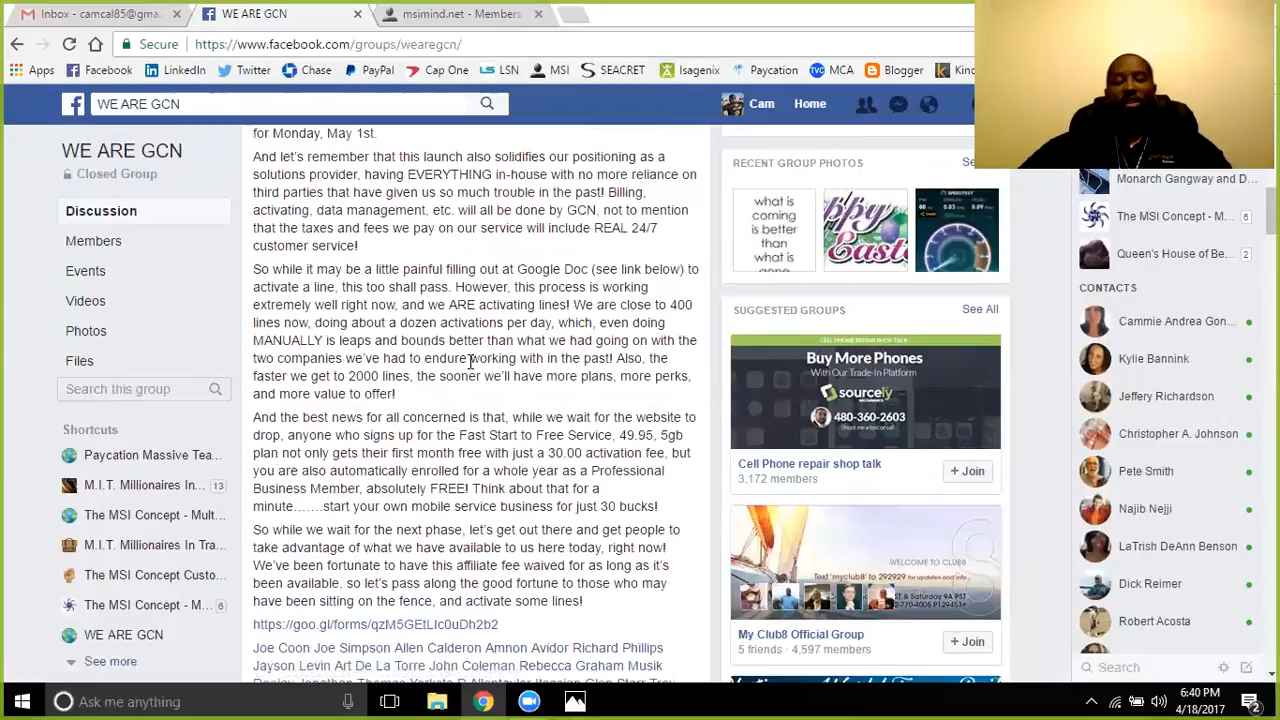 Inbox - camcal85@gma
WE ARE GCN
msimind.net - Members
Secure
https://www.facebook.com/groups/wearegcn/
Apps
Facebook
LinkedIn
Twitter
Chase
PayPal
Cap One
LSN
MSI
SEACRET
Isagenix
Paycation
MCA
Blogger
WE ARE GCN
Cam
Home
WE ARE GCN
Closed Group
Discussion
Members
Events
Videos
Photos
Files
Search this group
Shortcuts
Paycation Massive Tea...
M.I.T. Millionaires In... 13
The MSI Concept - Mult...
M.I.T. Millionaires In Tra...
The MSI Concept Custo...
The MSI Concept - M... 6
WE ARE GCN
See more
for Monday, May 1st.
And let's remember that this launch also solidifies our positioning as a
solutions provider, having EVERYTHING in-house with no more reliance on
third parties that have given us so much trouble in the past! Billing,
activating, data management, etc. will all be done by GCN, not to mention
that the taxes and fees we pay on our service will include REAL 24/7
customer service!
So while it may be a little painful filling out at Google Doc (see link below) to
activate a line, this too shall pass. However, this process is working
extremely well right now, and we ARE activating lines! We are close to 400
lines now, doing about a dozen activations per day, which, even doing
MANUALLY is leaps and bounds better than what we had going on with the
two companies we've had to endure working with in the past! Also, the
faster we get to 2000 lines, the sooner we'll have more plans, more perks,
and more value to offer!
And the best news for all concerned is that, while we wait for the website to
drop, anyone who signs up for the Fast Start to Free Service, 49.95, 5gb
plan not only gets their first month free with just a 30.00 activation fee, but
you are also automatically enrolled for a whole year as a Professional
Business Member, absolutely FREE! Think about that for a
minute.......start your own mobile service business for just 30 bucks!
So while we wait for the next phase, let's get out there and get people to
take advantage of what we have available to us here today, right now!
We've been fortunate to have this affiliate fee waived for as long as it's
been available, so let's pass along the good fortune to those who may
have been sitting on the fence, and activate some lines!
https://goo.gl/forms/qzM5GEtLIc0uDh2b2
Joe Coon Joe Simpson Allen Calderon Amnon Avidor Richard Phillips
Jayson Levin Art De La Torre John Coleman Rebecca Graham Musik
RECENT GROUP PHOTOS
what is
coming
is better
than
what is
SUGGESTED GROUPS
See All
CELL PHONE REPAIR SHOP TALK
Buy More Phones
With Our Trade-In Platform
sourcely
480-360-2603
Cell Phone repair shop talk
3,172 members
+ Join
WELCOME TO CLUB8
Text 'myclub8' to 292929 for updates and info
My Club8 Official Group
5 friends · 4,597 members
+ Join
Monarch Gangway and D...
The MSI Concept - M... 6
Queen's House of Be... 2
CONTACTS
Cammie Andrea Gon...
Kylie Bannink
Jeffery Richardson
Christopher A. Johnson
Pete Smith
Najib Nejji
LaTrish DeAnn Benson
Dick Reimer
Robert Acosta
Search
Ask me anything
6:40 PM
4/18/2017
2